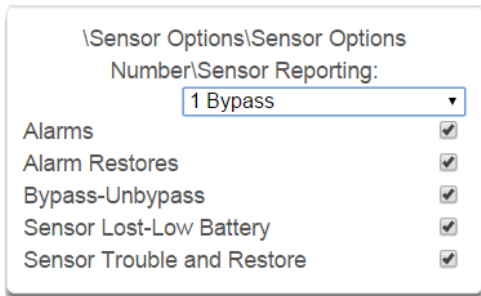 \Sensor Options\Sensor Options
Number\Sensor Reporting:
1 Bypass
Alarms
Alarm Restores
Bypass-Unbypass
Sensor Lost-Low Battery
Sensor Trouble and Restore